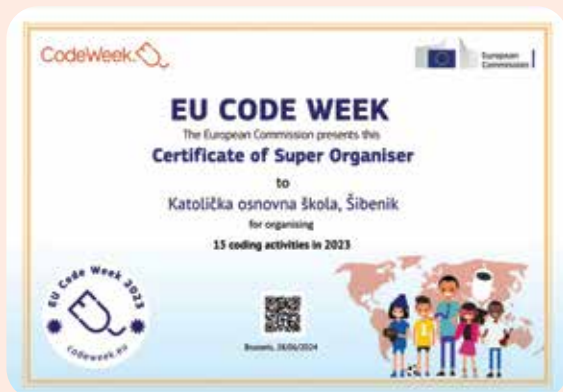 CodeWeek
European
Commission
EU CODE WEEK
The European Commission presents this
Certificate of Super Organiser
to
Katolička osnovna škola, Šibenik
for organising
15 coding activities in 2023
EU Code Week 2023
codeweek.eu
Brussels, 28/06/2024